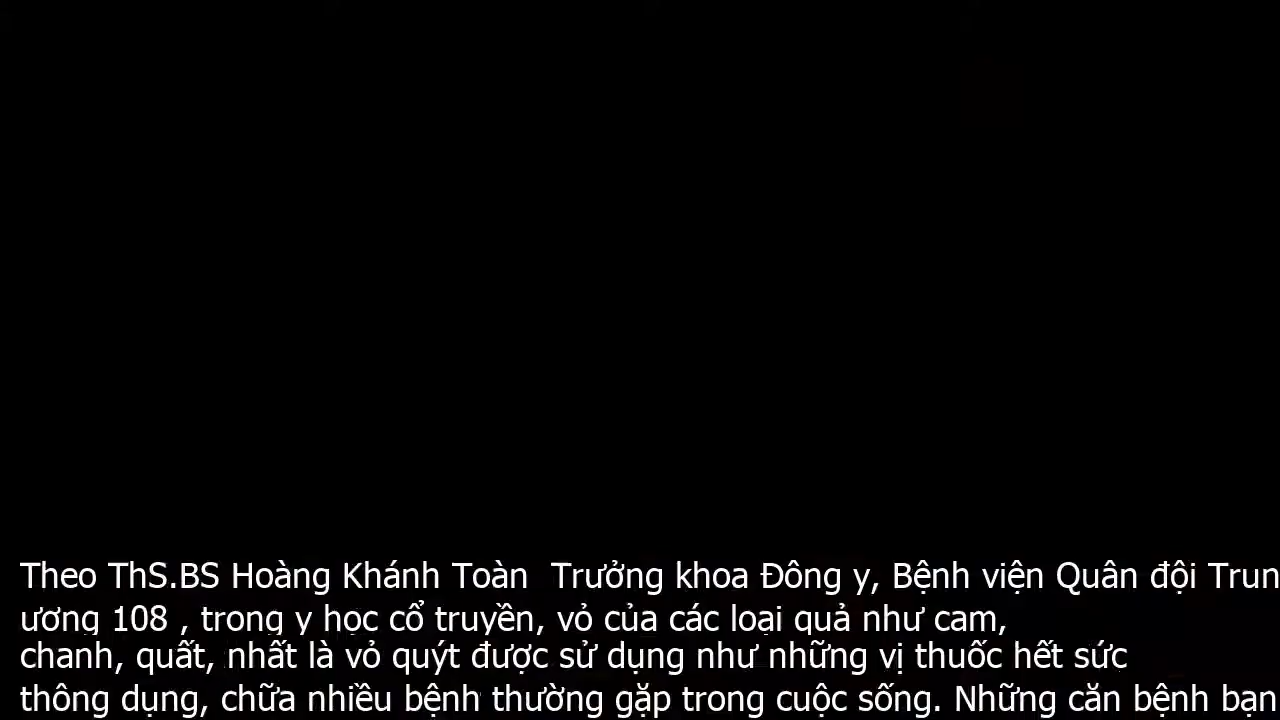 Theo ThS.BS Hoàng Khánh Toàn Trưởng khoa Đông y, Bệnh viện Quân đội Trun
ương 108 , trong y học cổ truyền, vỏ của các loại quả như cam,
chanh, quất, nhất là vỏ quýt được sử dụng như những vị thuốc hết sức
thông dụng, chữa nhiều bệnh thường gặp trong cuộc sống. Những căn bệnh bạn